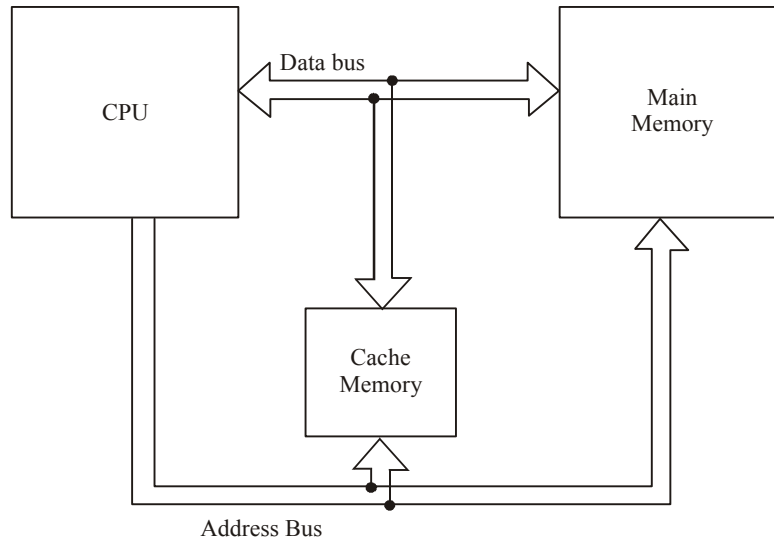 Data bus
CPU
Main
Memory
Cache
Memory
Address Bus